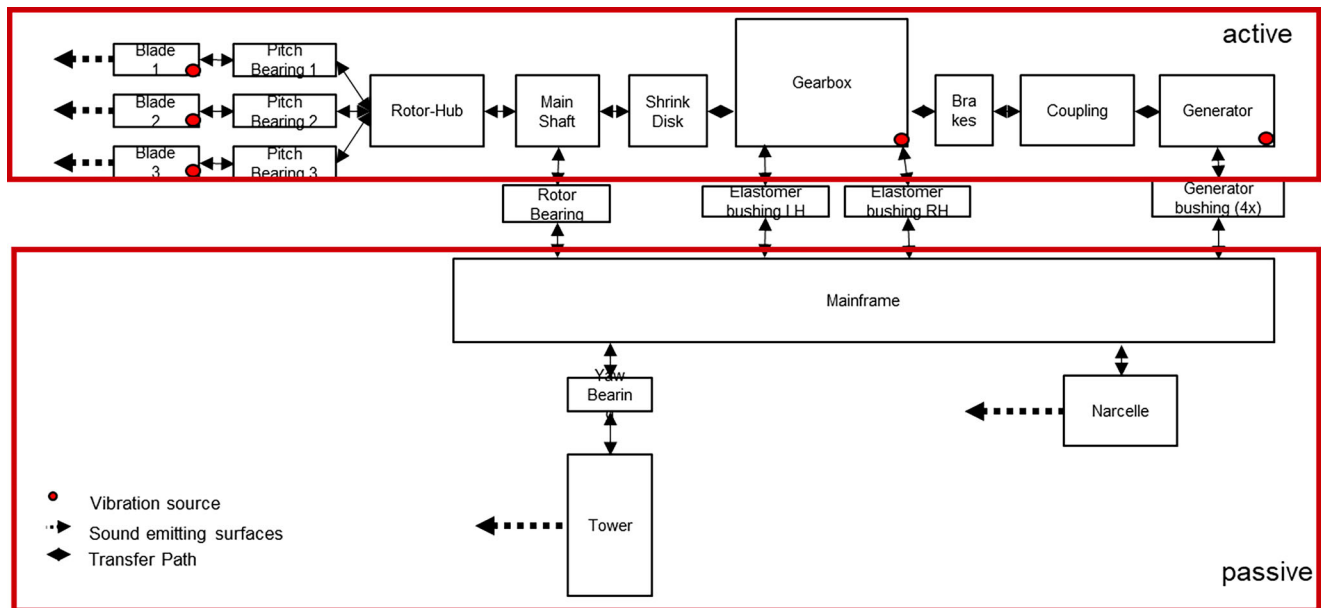 active
Blade
1
Pitch
Bearing 1
Blade
2
Pitch
Bearing 2
Blade
3
Pitch
Bearing 3
Rotor-Hub
Main
Shaft
Shrink
Disk
Gearbox
Bra
kes
Coupling
Generator
Rotor
Bearing
Elastomer
bushing LH
Elastomer
bushing RH
Generator
bushing (4x)
Mainframe
Yaw
Bearin
g
Narcelle
Tower
Vibration source
Sound emitting surfaces
Transfer Path
passive